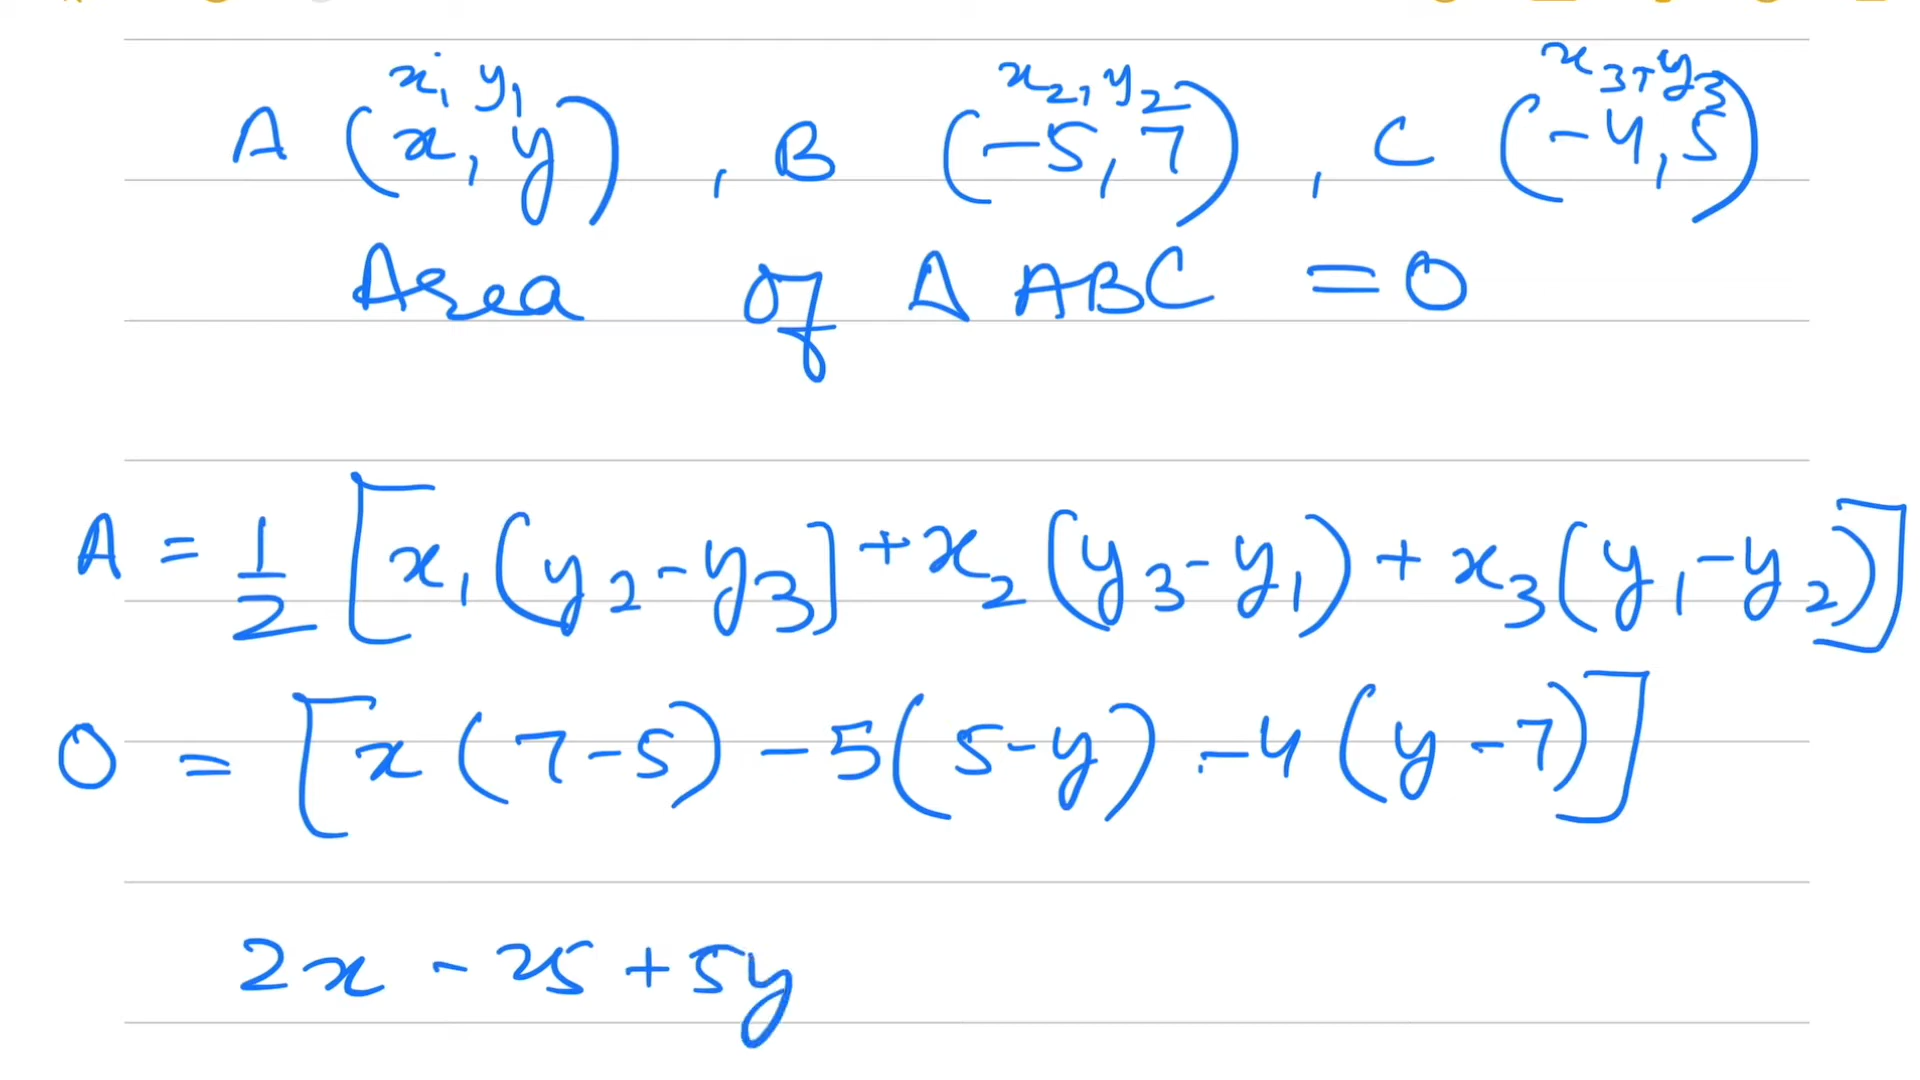 x₁, y₁ x₂, y₂ x₃, y₃
A (x, y), B (-5, 7), C (-4, 5)
Area of Δ ABC = 0
A = 1/2 [x₁(y₂-y₃] + x₂(y₃-y₁) + x₃(y₁-y₂)]
0 = [x(7-5) -5(5-y) -4(y-7)]
2x - 25 + 5y